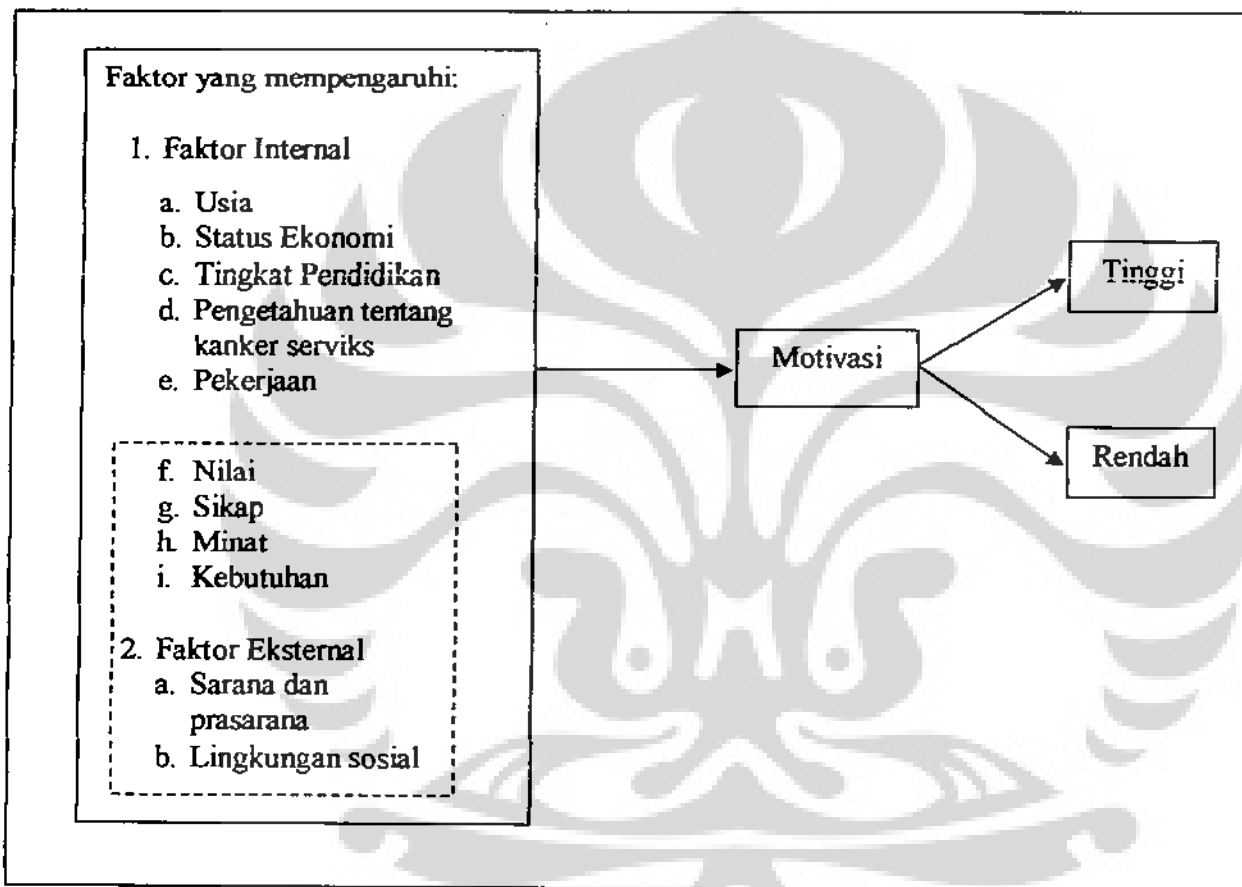 Faktor yang mempengaruhi:
1. Faktor Internal
a. Usia
b. Status Ekonomi
c. Tingkat Pendidikan
d. Pengetahuan tentang
kanker serviks
e. Pekerjaan
f. Nilai
g. Sikap
h. Minat
i. Kebutuhan
2. Faktor Eksternal
a. Sarana dan
prasarana
b. Lingkungan sosial
Motivasi
Tinggi
Rendah